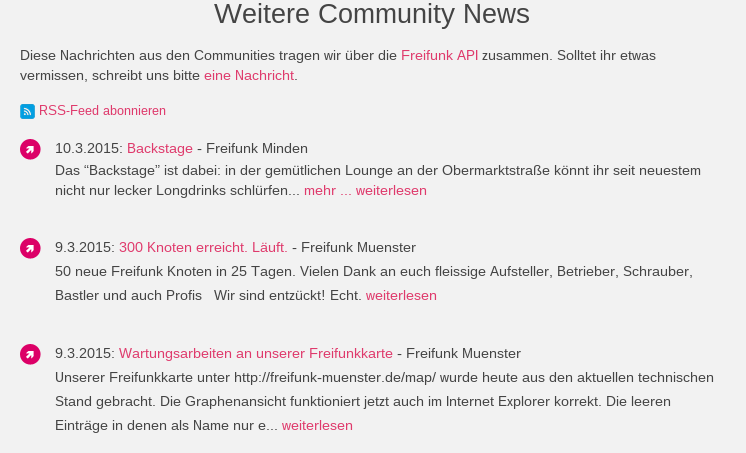 Weitere Community News
Diese Nachrichten aus den Communities tragen wir über die Freifunk API zusammen. Solltet ihr etwas
vermissen, schreibt uns bitte eine Nachricht.
RSS-Feed abonnieren
10.3.2015: Backstage - Freifunk Minden
Das “Backstage” ist dabei: in der gemütlichen Lounge an der Obermarktstraße könnt ihr seit neuestem
nicht nur lecker Longdrinks schlürfen... mehr ... weiterlesen
9.3.2015: 300 Knoten erreicht. Läuft. - Freifunk Muenster
50 neue Freifunk Knoten in 25 Tagen. Vielen Dank an euch fleissige Aufsteller, Betrieber, Schrauber,
Bastler und auch Profis   Wir sind entzückt! Echt. weiterlesen
9.3.2015: Wartungsarbeiten an unserer Freifunkkarte - Freifunk Muenster
Unserer Freifunkkarte unter http://freifunk-muenster.de/map/ wurde heute aus den aktuellen technischen
Stand gebracht. Die Graphenansicht funktioniert jetzt auch im Internet Explorer korrekt. Die leeren
Einträge in denen als Name nur e... weiterlesen